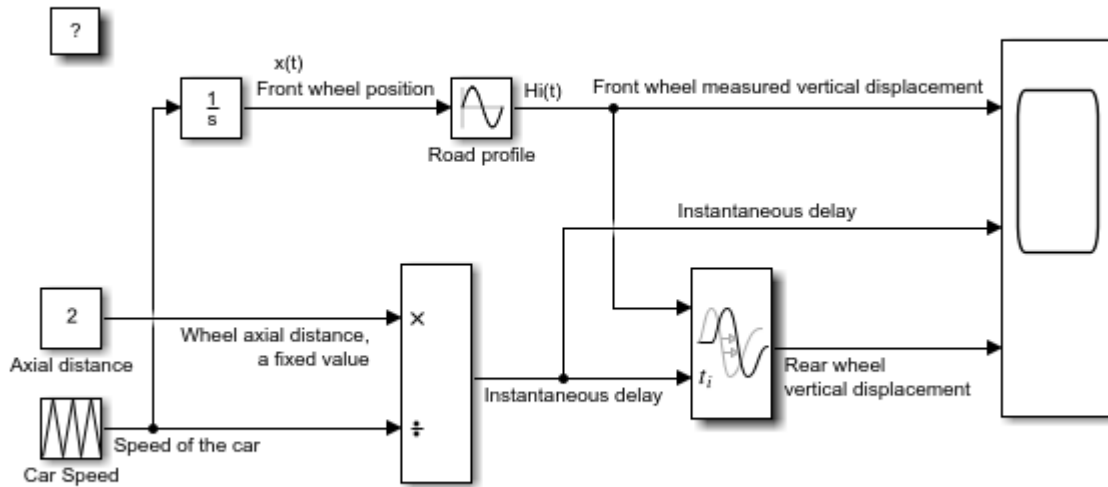 ?
x(t)
Front wheel position
1
s
Hi(t)
Front wheel measured vertical displacement
Road profile
Instantaneous delay
2
×
Wheel axial distance,
a fixed value
Axial distance
t_i
Rear wheel
vertical displacement
Instantaneous delay
÷
Speed of the car
Car Speed